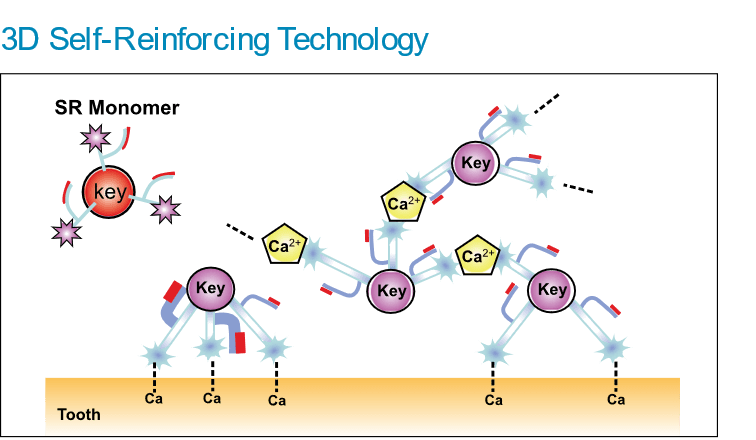 3D Self-Reinforcing Technology
SR Monomer
key
Key
Ca2+
Ca2+
Ca2+
Key
Key
Key
Ca
Ca
Ca
Ca
Ca
Tooth